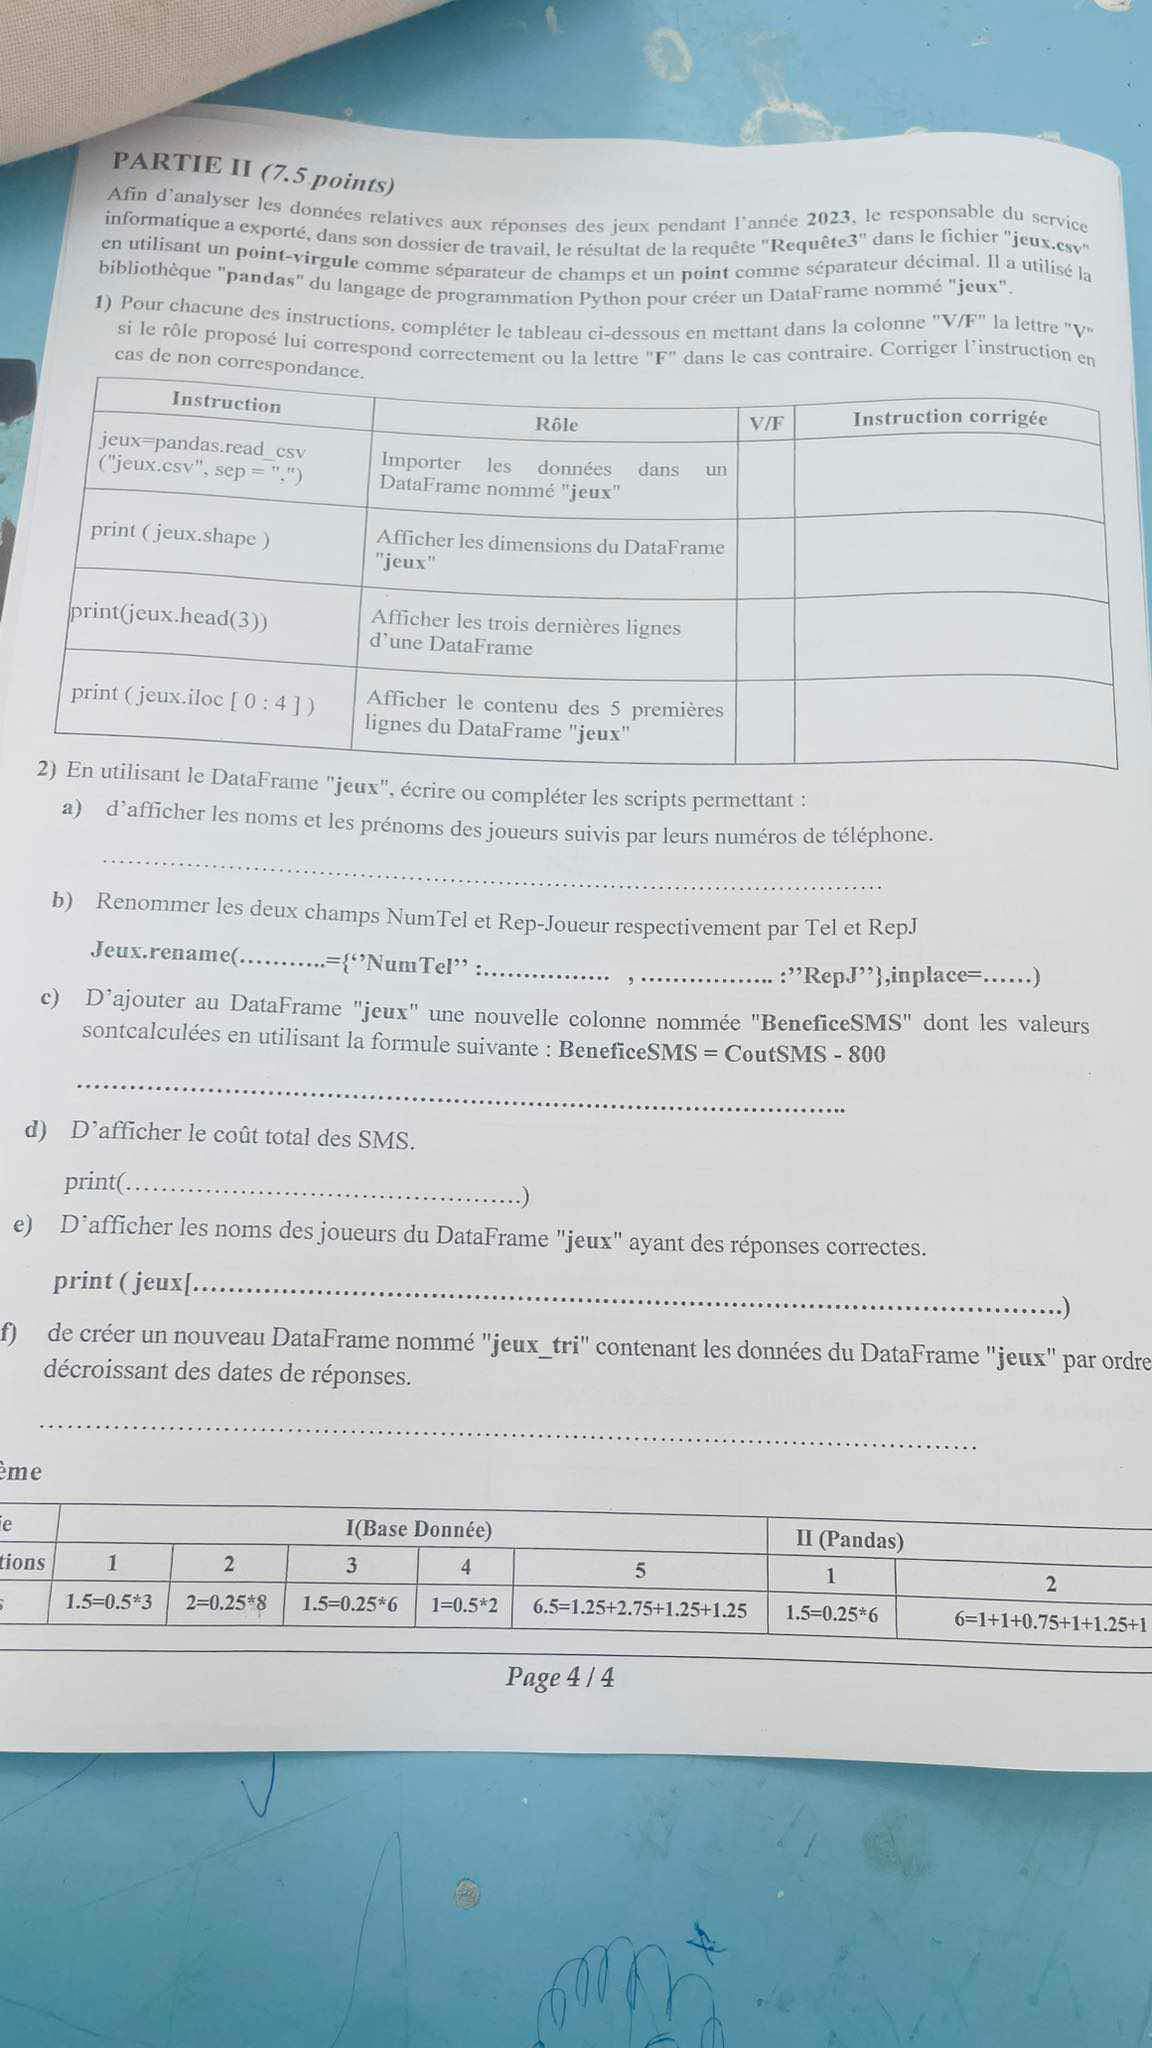 PARTIE II (7.5 points)
Afin d'analyser les données relatives aux réponses des jeux pendant l'année 2023, le responsable du service
informatique a exporté, dans son dossier de travail, le résultat de la requête "Requête3" dans le fichier "jeux.csv"
en utilisant un point-virgule comme séparateur de champs et un point comme séparateur décimal. Il a utilisé la
bibliothèque "pandas" du langage de programmation Python pour créer un DataFrame nommé "jeux".
1) Pour chacune des instructions, compléter le tableau ci-dessous en mettant dans la colonne "V/F" la lettre "V"
si le rôle proposé lui correspond correctement ou la lettre "F" dans le cas contraire. Corriger l'instruction en
cas de non correspondance.
Instruction Rôle V/F Instruction corrigée
jeux=pandas.read_csv
("jeux.csv", sep = ",")
Importer les données dans un
DataFrame nommé "jeux"
print ( jeux.shape )
Afficher les dimensions du DataFrame
"jeux"
print(jeux.head(3))
Afficher les trois dernières lignes
d'une DataFrame
print ( jeux.iloc [ 0 : 4 ] )
Afficher le contenu des 5 premières
lignes du DataFrame "jeux"
2) En utilisant le DataFrame "jeux", écrire ou compléter les scripts permettant :
a) d'afficher les noms et les prénoms des joueurs suivis par leurs numéros de téléphone.
b) Renommer les deux champs NumTel et Rep-Joueur respectivement par Tel et RepJ
Jeux.rename(...........={‘’NumTel’’ :................ , ................. :’’RepJ’’},inplace=......)
c) D'ajouter au DataFrame "jeux" une nouvelle colonne nommée "BeneficeSMS" dont les valeurs
sontcalculées en utilisant la formule suivante : BeneficeSMS = CoutSMS - 800
d) D'afficher le coût total des SMS.
print(..................................................)
e) D'afficher les noms des joueurs du DataFrame "jeux" ayant des réponses correctes.
print ( jeux[....................................................................................................)
f) de créer un nouveau DataFrame nommé "jeux_tri" contenant les données du DataFrame "jeux" par ordre
décroissant des dates de réponses.
ème
ie I(Base Donnée) II (Pandas)
tions 1 2 3 4 5 1 2
s 1.5=0.5*3 2=0.25*8 1.5=0.25*6 1=0.5*2 6.5=1.25+2.75+1.25+1.25 1.5=0.25*6 6=1+1+0.75+1+1.25+1
Page 4 / 4